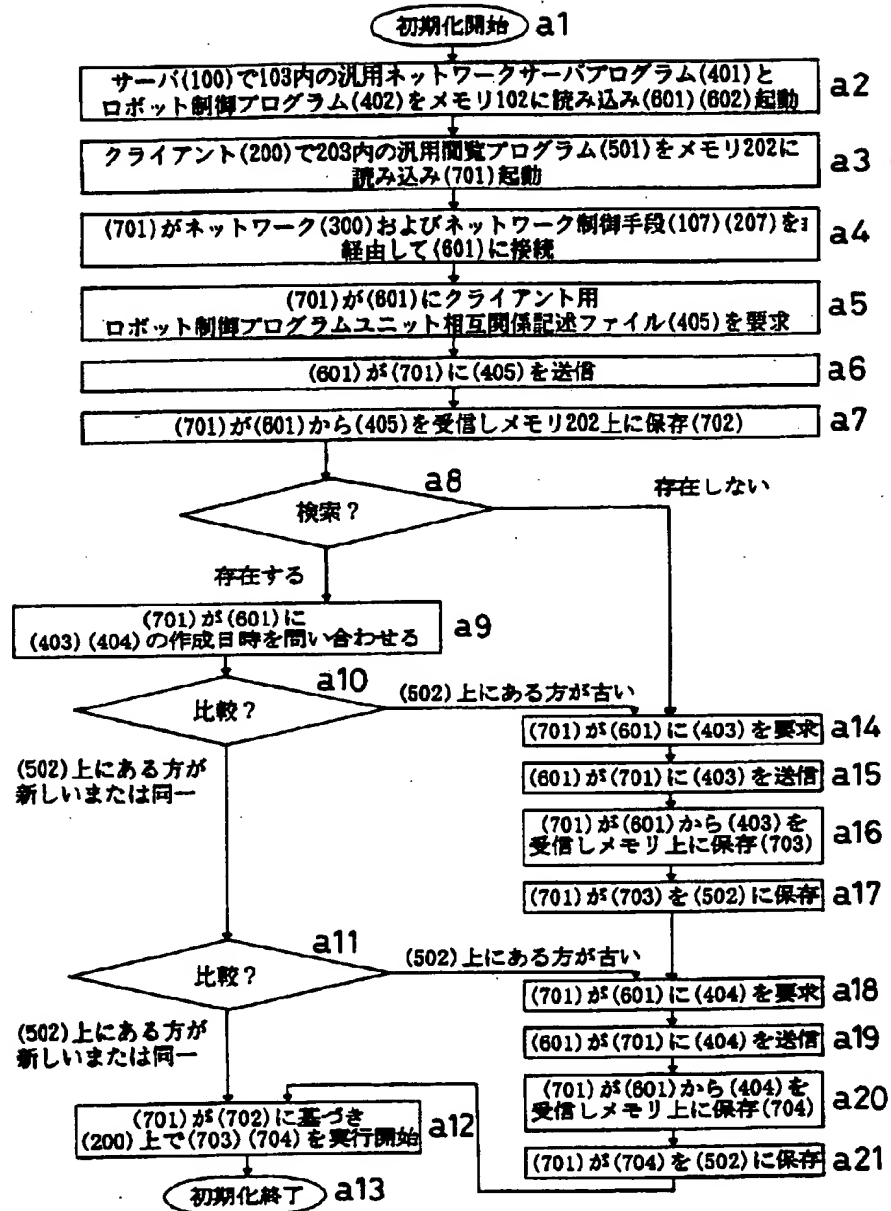 初期化開始 a1
サーバ(100)で103内の汎用ネットワークサーバプログラム(401)と
ロボット制御プログラム(402)をメモリ102に読み込み(601)(602)起動
a2
クライアント(200)で203内の汎用閲覧プログラム(501)をメモリ202に
読み込み(701)起動
a3
(701)がネットワーク(300)およびネットワーク制御手段(107)(207)を
経由して(601)に接続
a4
(701)が(601)にクライアント用
ロボット制御プログラムユニット相互関係記述ファイル(405)を要求
a5
(601)が(701)に(405)を送信 a6
(701)が(601)から(405)を受信しメモリ202上に保存(702) a7
a8
検索?
存在しない
存在する
(701)が(601)に
(403)(404)の作成日時を問い合わせる
a9
a10
比較?
(502)上にある方が古い
(502)上にある方が
新しいまたは同一
(701)が(601)に(403)を要求 a14
(601)が(701)に(403)を送信 a15
(701)が(601)から(403)を
受信しメモリ上に保存(703)
a16
(701)が(703)を(502)に保存 a17
a11
比較?
(502)上にある方が古い
(502)上にある方が
新しいまたは同一
(701)が(601)に(404)を要求 a18
(601)が(701)に(404)を送信 a19
(701)が(601)から(404)を
受信しメモリ上に保存(704)
a20
(701)が(704)を(502)に保存 a21
(701)が(702)に基づき
(200)上で(703)(704)を実行開始
a12
初期化終了 a13